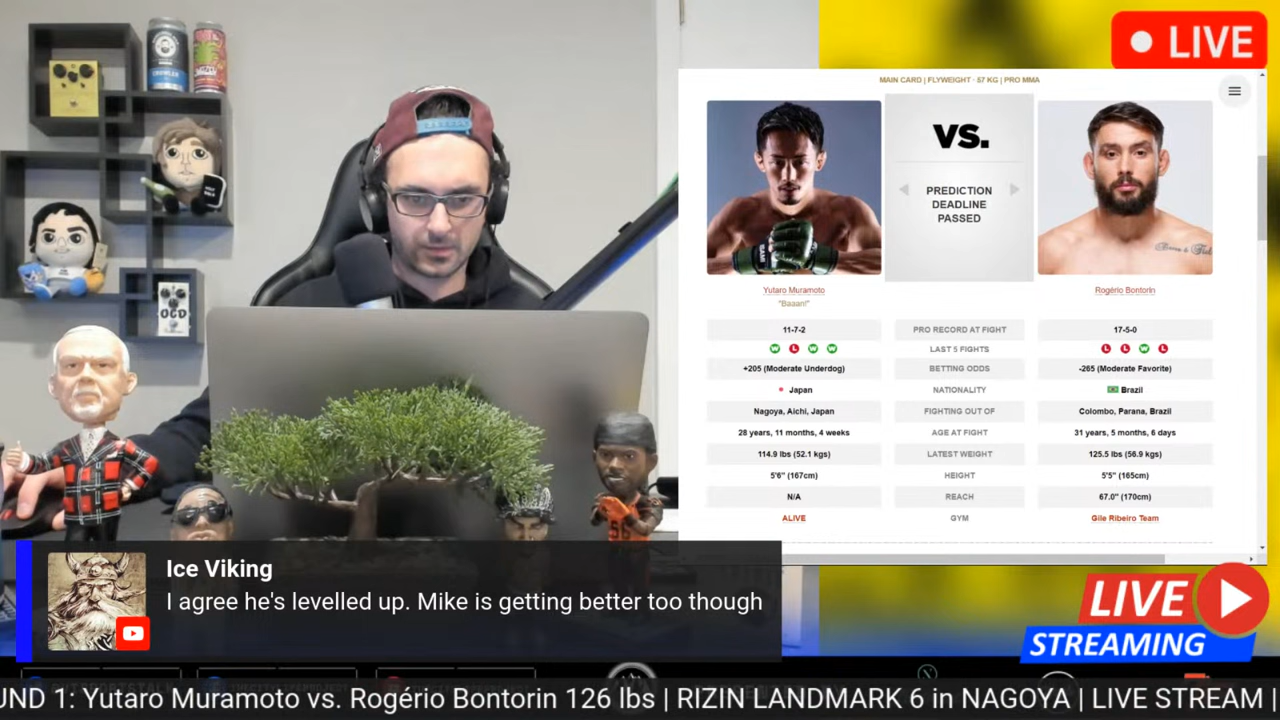 LIVE
MAIN CARD | FLYWEIGHT · 57 KG | PRO MMA
VS.
PREDICTION
DEADLINE
PASSED
Yutaro Muramoto
"Baaan!"
Rogério Bontorin
11-7-2 PRO RECORD AT FIGHT 17-5-0
W L W W LAST 5 FIGHTS L L W L
+205 (Moderate Underdog) BETTING ODDS -265 (Moderate Favorite)
Japan NATIONALITY Brazil
Nagoya, Aichi, Japan FIGHTING OUT OF Colombo, Parana, Brazil
28 years, 11 months, 4 weeks AGE AT FIGHT 31 years, 5 months, 6 days
114.9 lbs (52.1 kgs) LATEST WEIGHT 125.5 lbs (56.9 kgs)
5'6" (167cm) HEIGHT 5'5" (165cm)
N/A REACH 67.0" (170cm)
ALIVE GYM Gile Ribeiro Team
CROWLER
OCD
Ice Viking
I agree he's levelled up. Mike is getting better too though
LIVE
STREAMING
UND 1: Yutaro Muramoto vs. Rogério Bontorin 126 lbs | RIZIN LANDMARK 6 in NAGOYA | LIVE STREAM |